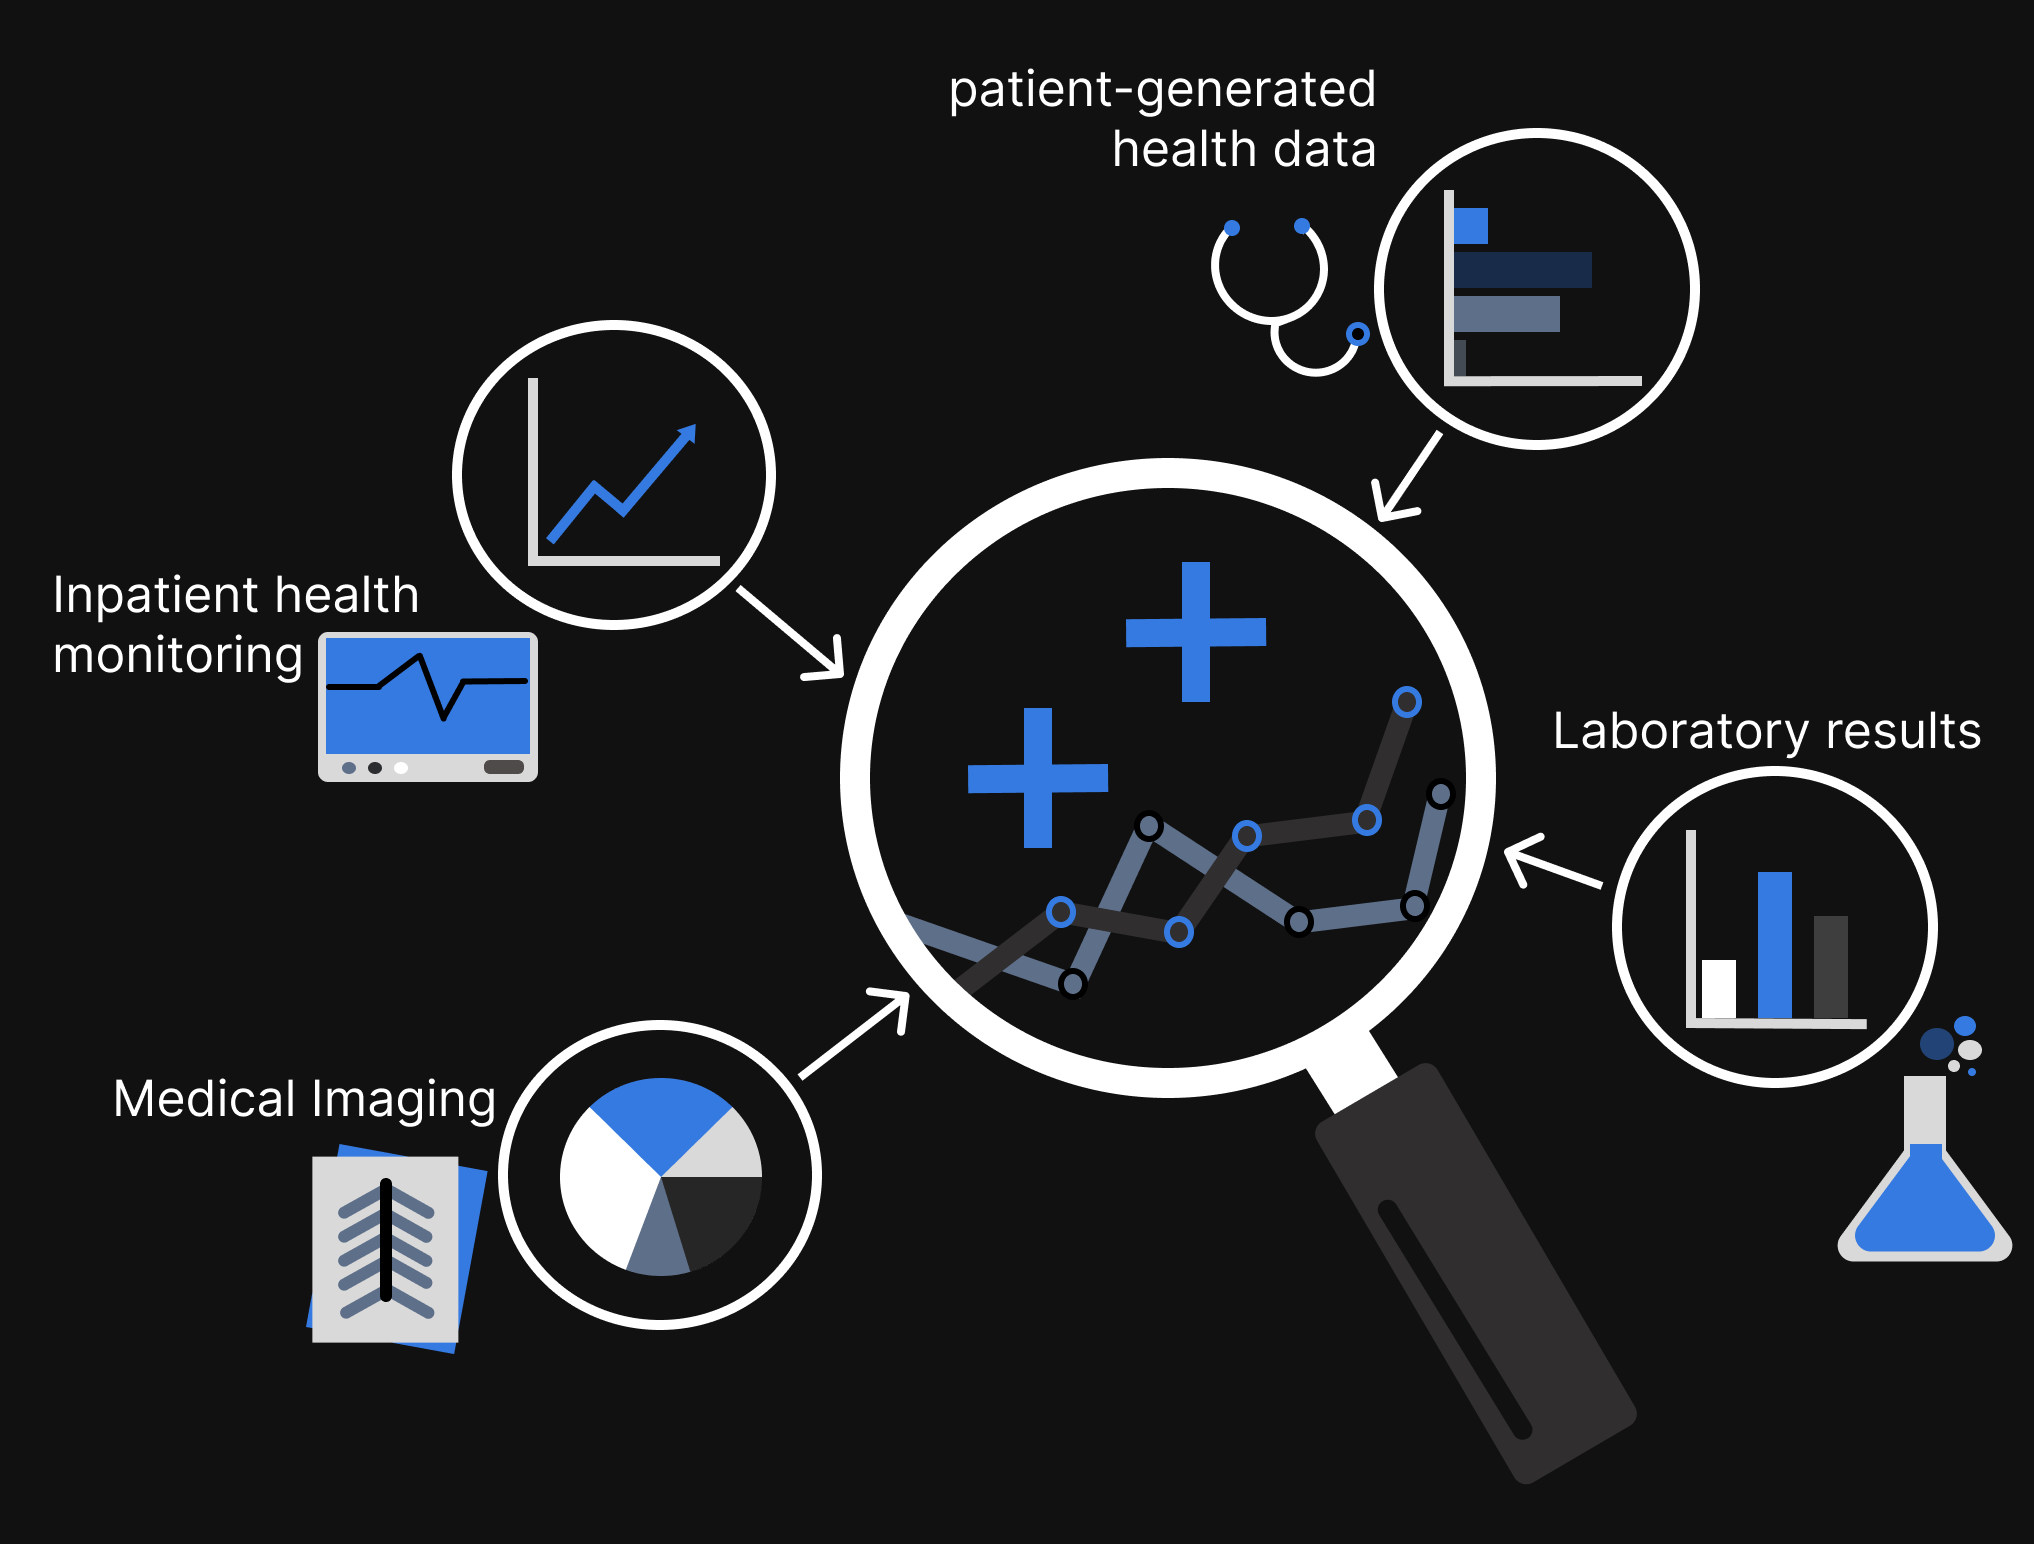 patient-generated
health data
Inpatient health
monitoring
Laboratory results
Medical Imaging